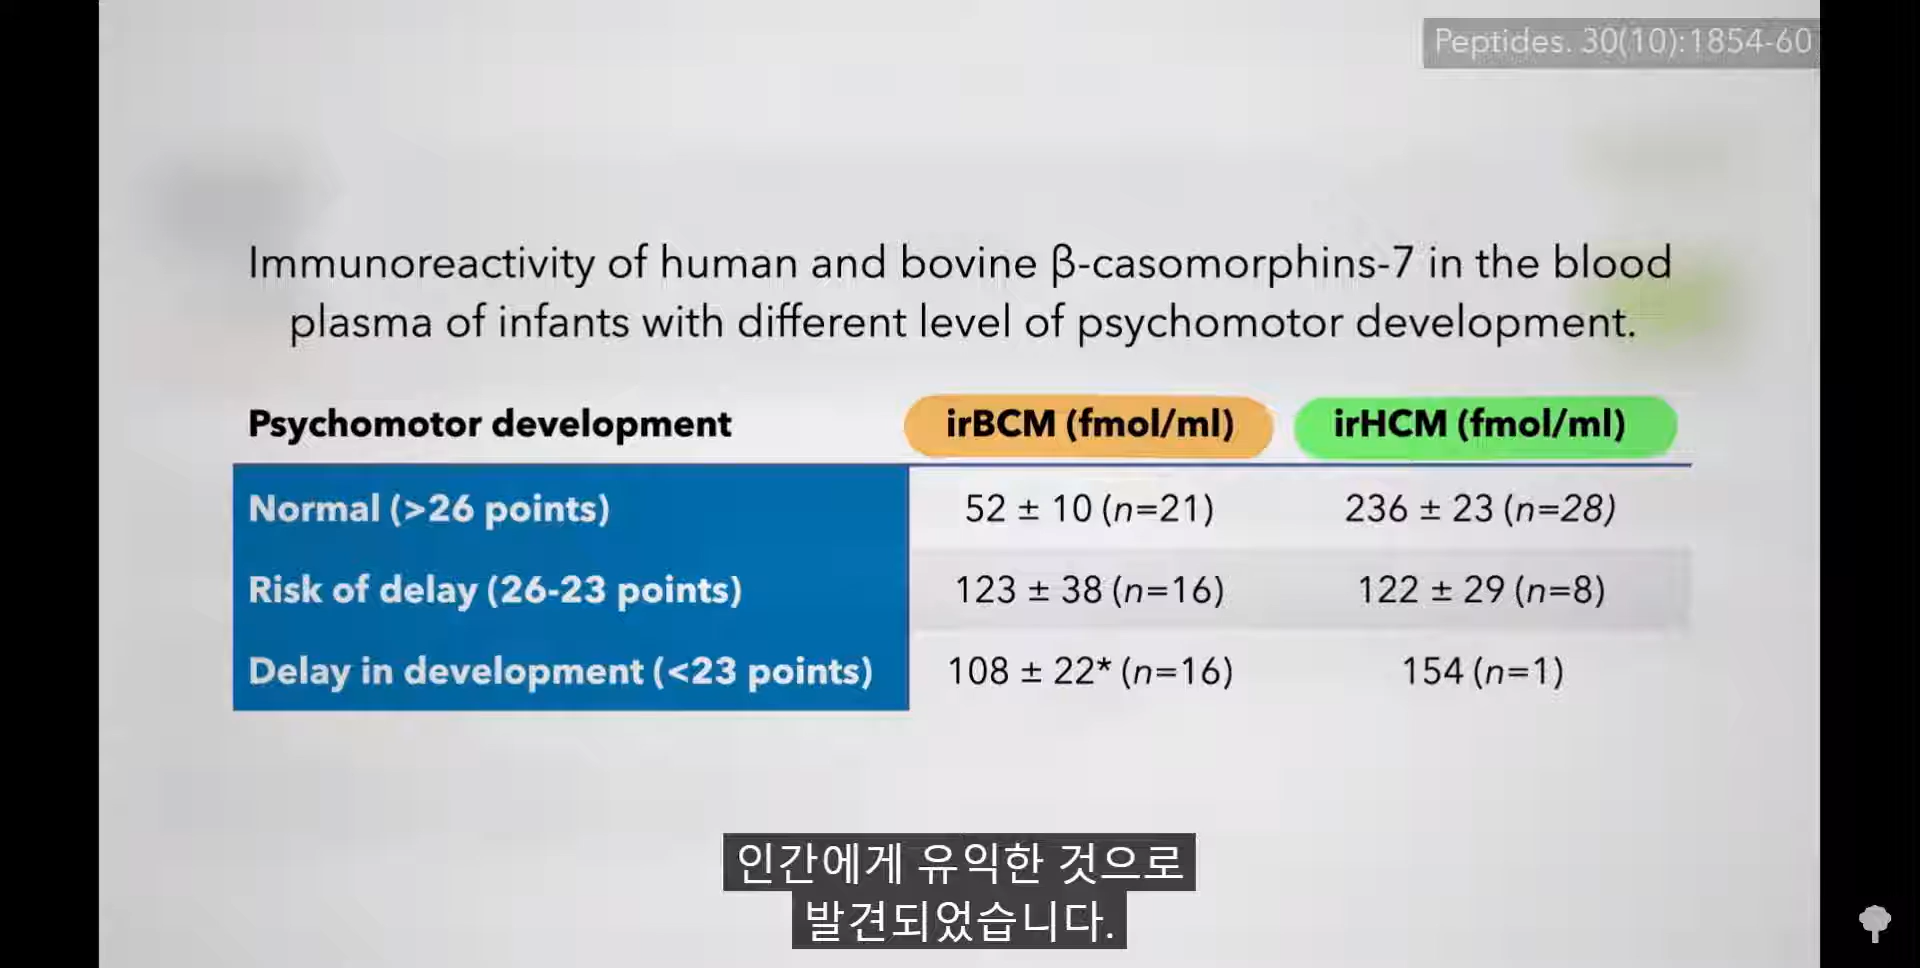 Peptides. 30(10):1854-60
Immunoreactivity of human and bovine β-casomorphins-7 in the blood
plasma of infants with different level of psychomotor development.
Psychomotor development irBCM (fmol/ml) irHCM (fmol/ml)
Normal (>26 points) 52 ± 10 (n=21) 236 ± 23 (n=28)
Risk of delay (26-23 points) 123 ± 38 (n=16) 122 ± 29 (n=8)
Delay in development (<23 points) 108 ± 22* (n=16) 154 (n=1)
인간에게 유익한 것으로
발견되었습니다.